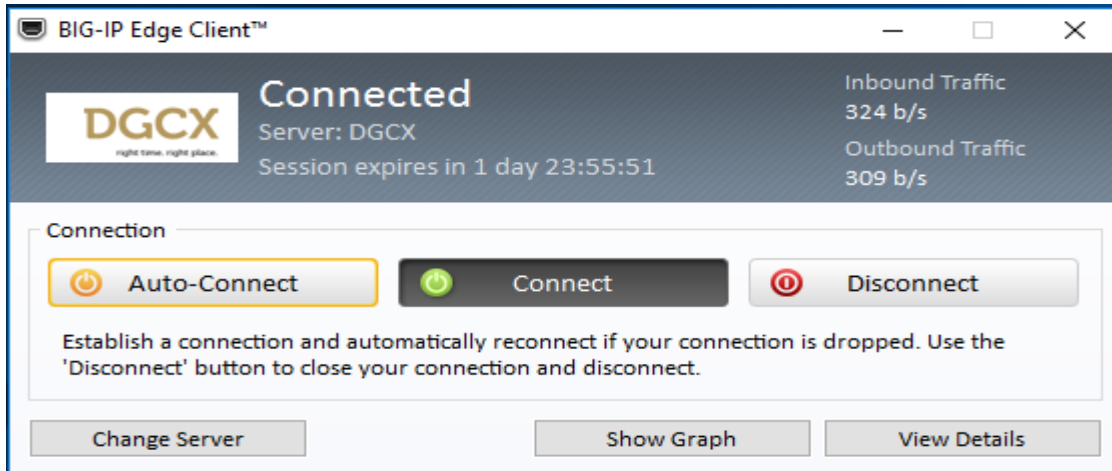 BIG-IP Edge Client™
DGCX
right time. right place.
Connected
Server: DGCX
Session expires in 1 day 23:55:51
Inbound Traffic
324 b/s
Outbound Traffic
309 b/s
Connection
Auto-Connect
Connect
Disconnect
Establish a connection and automatically reconnect if your connection is dropped. Use the
'Disconnect' button to close your connection and disconnect.
Change Server
Show Graph
View Details